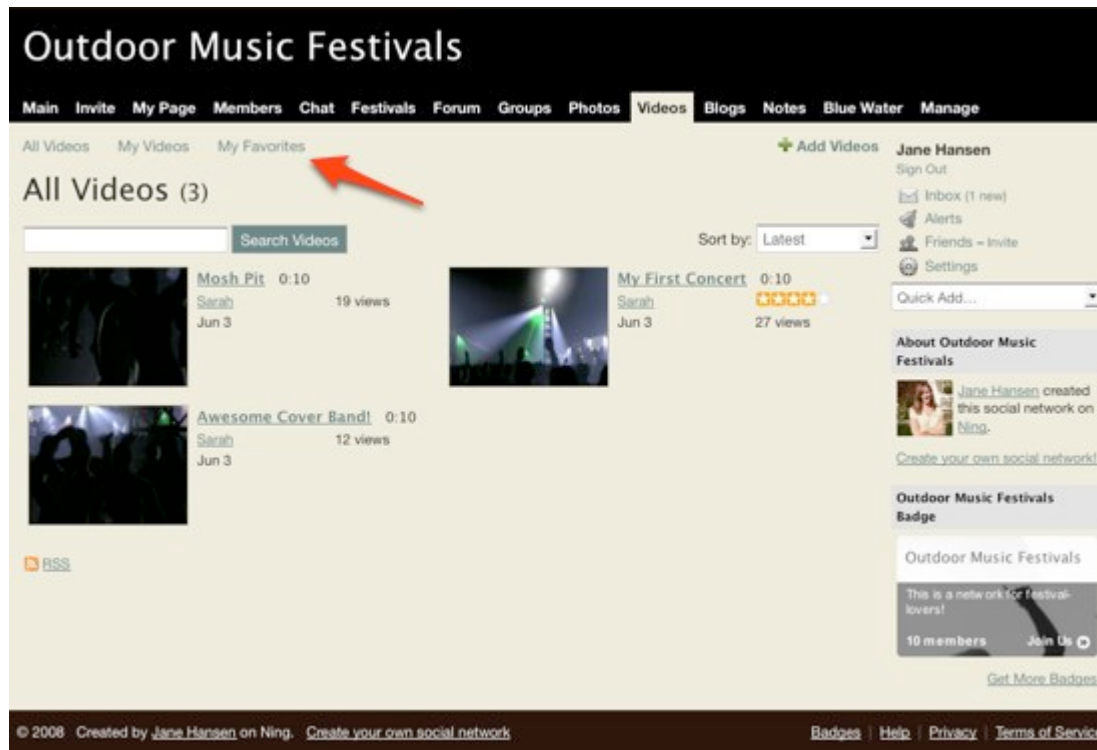 Outdoor Music Festivals
Main Invite My Page Members Chat Festivals Forum Groups Photos Videos Blogs Notes Blue Water Manage
All Videos My Videos My Favorites
Add Videos
All Videos (3)
Search Videos
Sort by: Latest
Mosh Pit 0:10
Sarah 19 views
Jun 3
My First Concert 0:10
Sarah
Jun 3 27 views
Awesome Cover Band! 0:10
Sarah 12 views
Jun 3
RSS
Jane Hansen
Sign Out
Inbox (1 new)
Alerts
Friends – Invite
Settings
Quick Add...
About Outdoor Music
Festivals
Jane Hansen created
this social network on
Ning.
Create your own social network!
Outdoor Music Festivals
Badge
Outdoor Music Festivals
This is a network for festival-
lovers!
10 members Join Us
Get More Badges
© 2008 Created by Jane Hansen on Ning. Create your own social network
Badges | Help | Privacy | Terms of Service